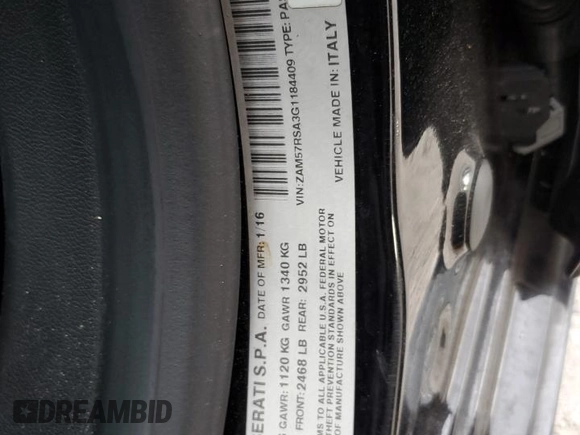 ERATI S.P.A. DATE OF MFR: 1/16
GAWR: 1120 KG GAWR 1340 KG
FRONT: 2468 LB REAR: 2952 LB
MS TO ALL APPLICABLE U.S.A. FEDERAL MOTOR
THEFT PREVENTION STANDARDS IN EFFECT ON
MANUFACTURE SHOWN ABOVE
VIN: ZAM57RSA3G1184409 TYPE: PA
VEHICLE MADE IN: ITALY
DREAMBID